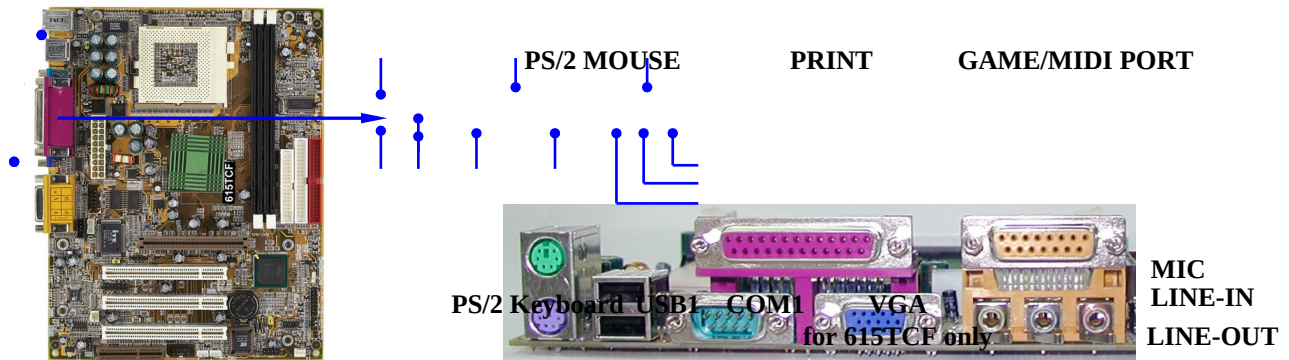 TAUT
PS/2 MOUSE PRINT GAME/MIDI PORT
615TCF
MIC
PS/2 Keyboard USB1 COM1 VGA LINE-IN
for 615TCF only LINE-OUT